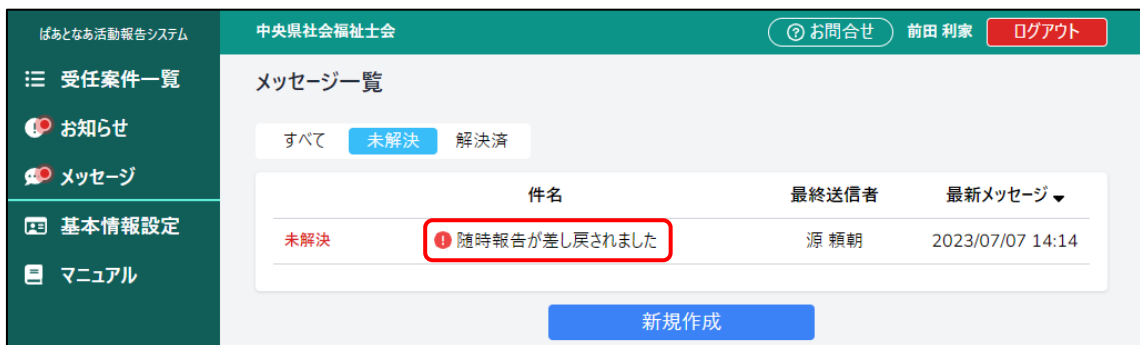 ぱあとなあ活動報告システム
中央県社会福祉士会
お問合せ
前田 利家
ログアウト
受任案件一覧
お知らせ
メッセージ
基本情報設定
マニュアル
メッセージ一覧
すべて
未解決
解決済
件名
最終送信者
最新メッセージ
未解決
随時報告が差し戻されました
源 頼朝
2023/07/07 14:14
新規作成